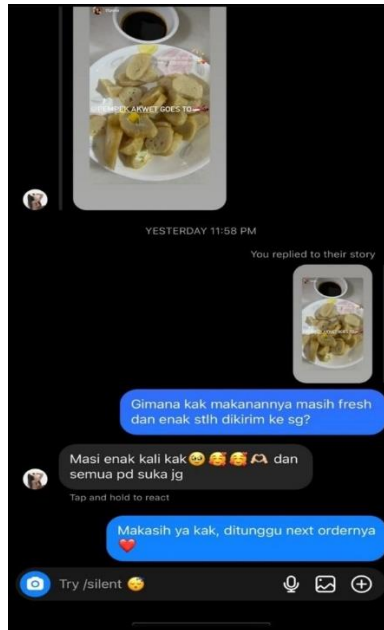 PEMPEK AKWET GOES TO
YESTERDAY 11:58 PM
You replied to their story
Gimana kak makanannya masih fresh
dan enak stlh dikirim ke sg?
Masi enak kali kak🥹🥰🥰🫶 dan
semua pd suka jg
Tap and hold to react
Makasih ya kak, ditunggu next ordernya
❤️
Try /silent 😴